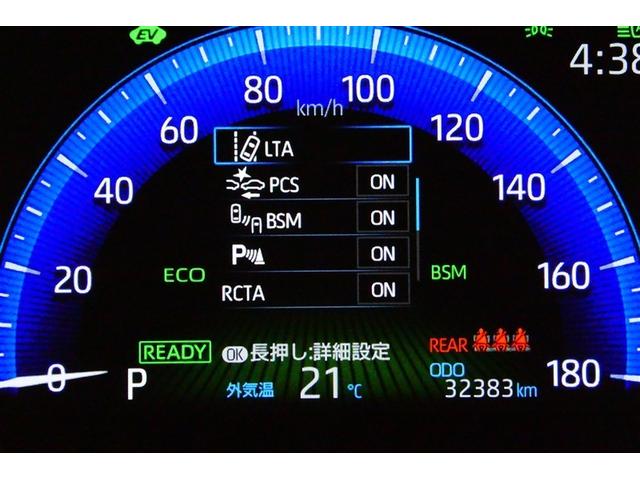 EV
4:38
0
20
40
60
80
100
120
140
160
180
km/h
LTA
PCS ON
BSM ON
P ON
RCTA ON
ECO
BSM
READY
OK 長押し:詳細設定
REAR
P
外気温 21℃
ODO
32383km